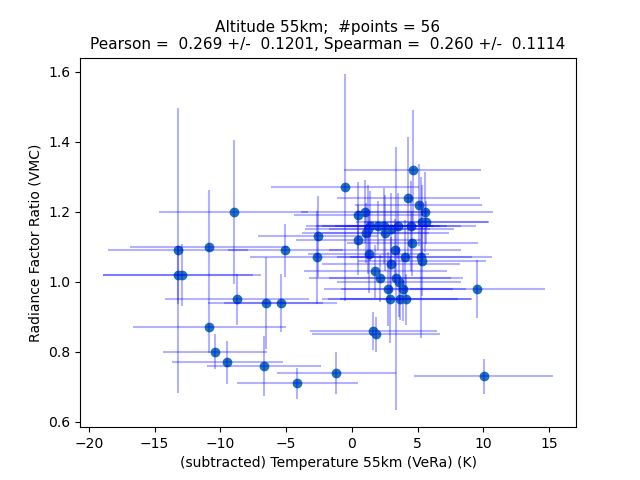 Altitude 55km;  #points = 56
Pearson =  0.269 +/-  0.1201, Spearman =  0.260 +/-  0.1114
1.6
1.4
1.2
1.0
0.8
0.6
Radiance Factor Ratio (VMC)
−20 −15 −10 −5 0 5 10 15
(subtracted) Temperature 55km (VeRa) (K)